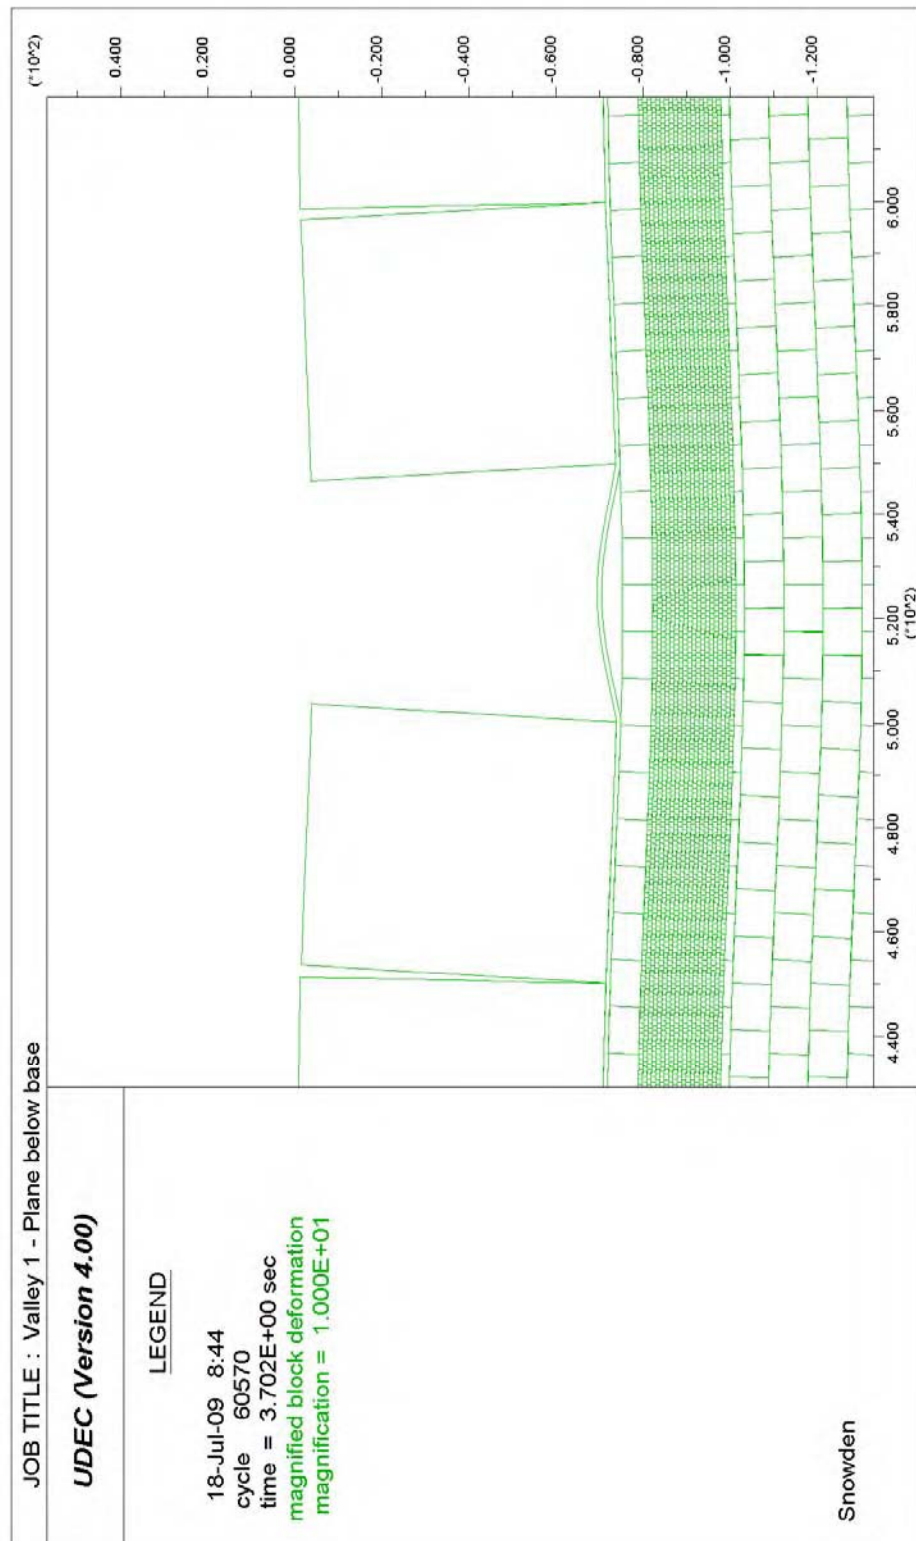 JOB TITLE : Valley 1 - Plane below base
(*10^2)
UDEC (Version 4.00)
LEGEND
18-Jul-09 8:44
cycle 60570
time = 3.702E+00 sec
magnified block deformation
magnification = 1.000E+01
Snowden
0.400
0.200
0.000
-0.200
-0.400
-0.600
-0.800
-1.000
-1.200
4.400
4.600
4.800
5.000
5.200
5.400
5.600
5.800
6.000
(*10^2)